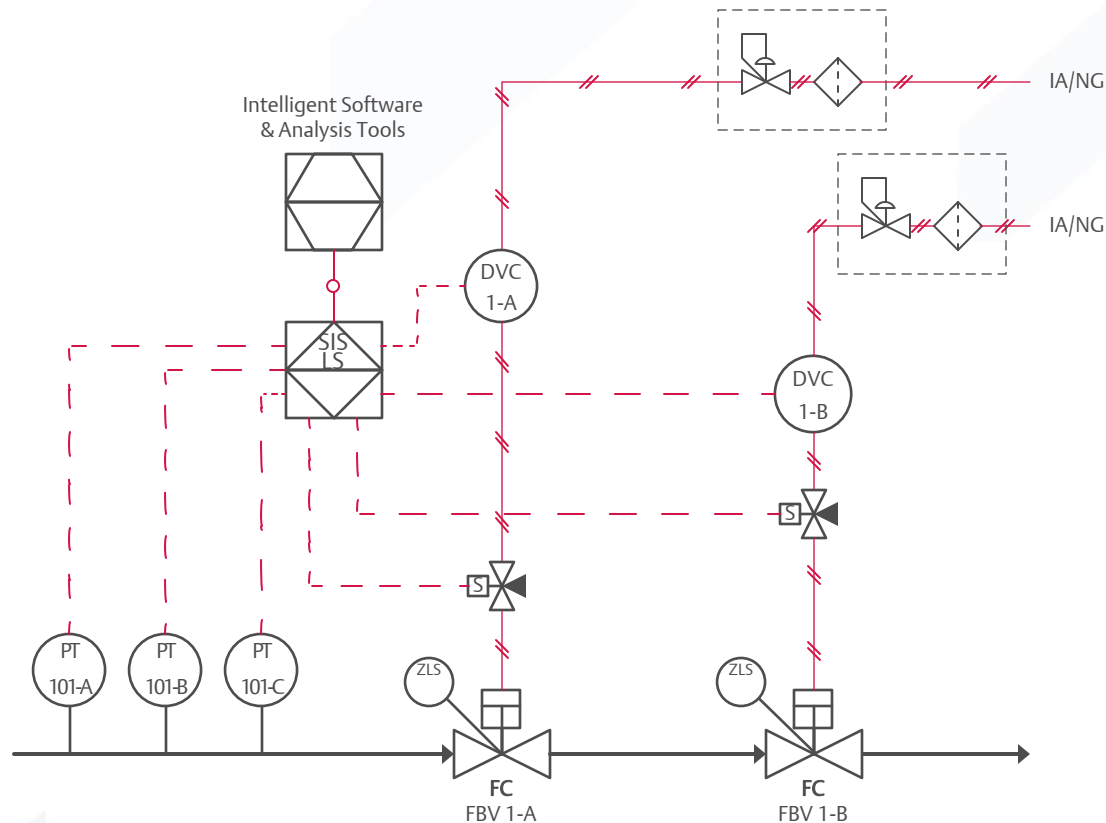 IA/NG
Intelligent Software
& Analysis Tools
IA/NG
DVC
1-A
SIS
LS
DVC
1-B
S
S
PT
101-A
PT
101-B
PT
101-C
ZLS
ZLS
FC
FBV 1-A
FC
FBV 1-B